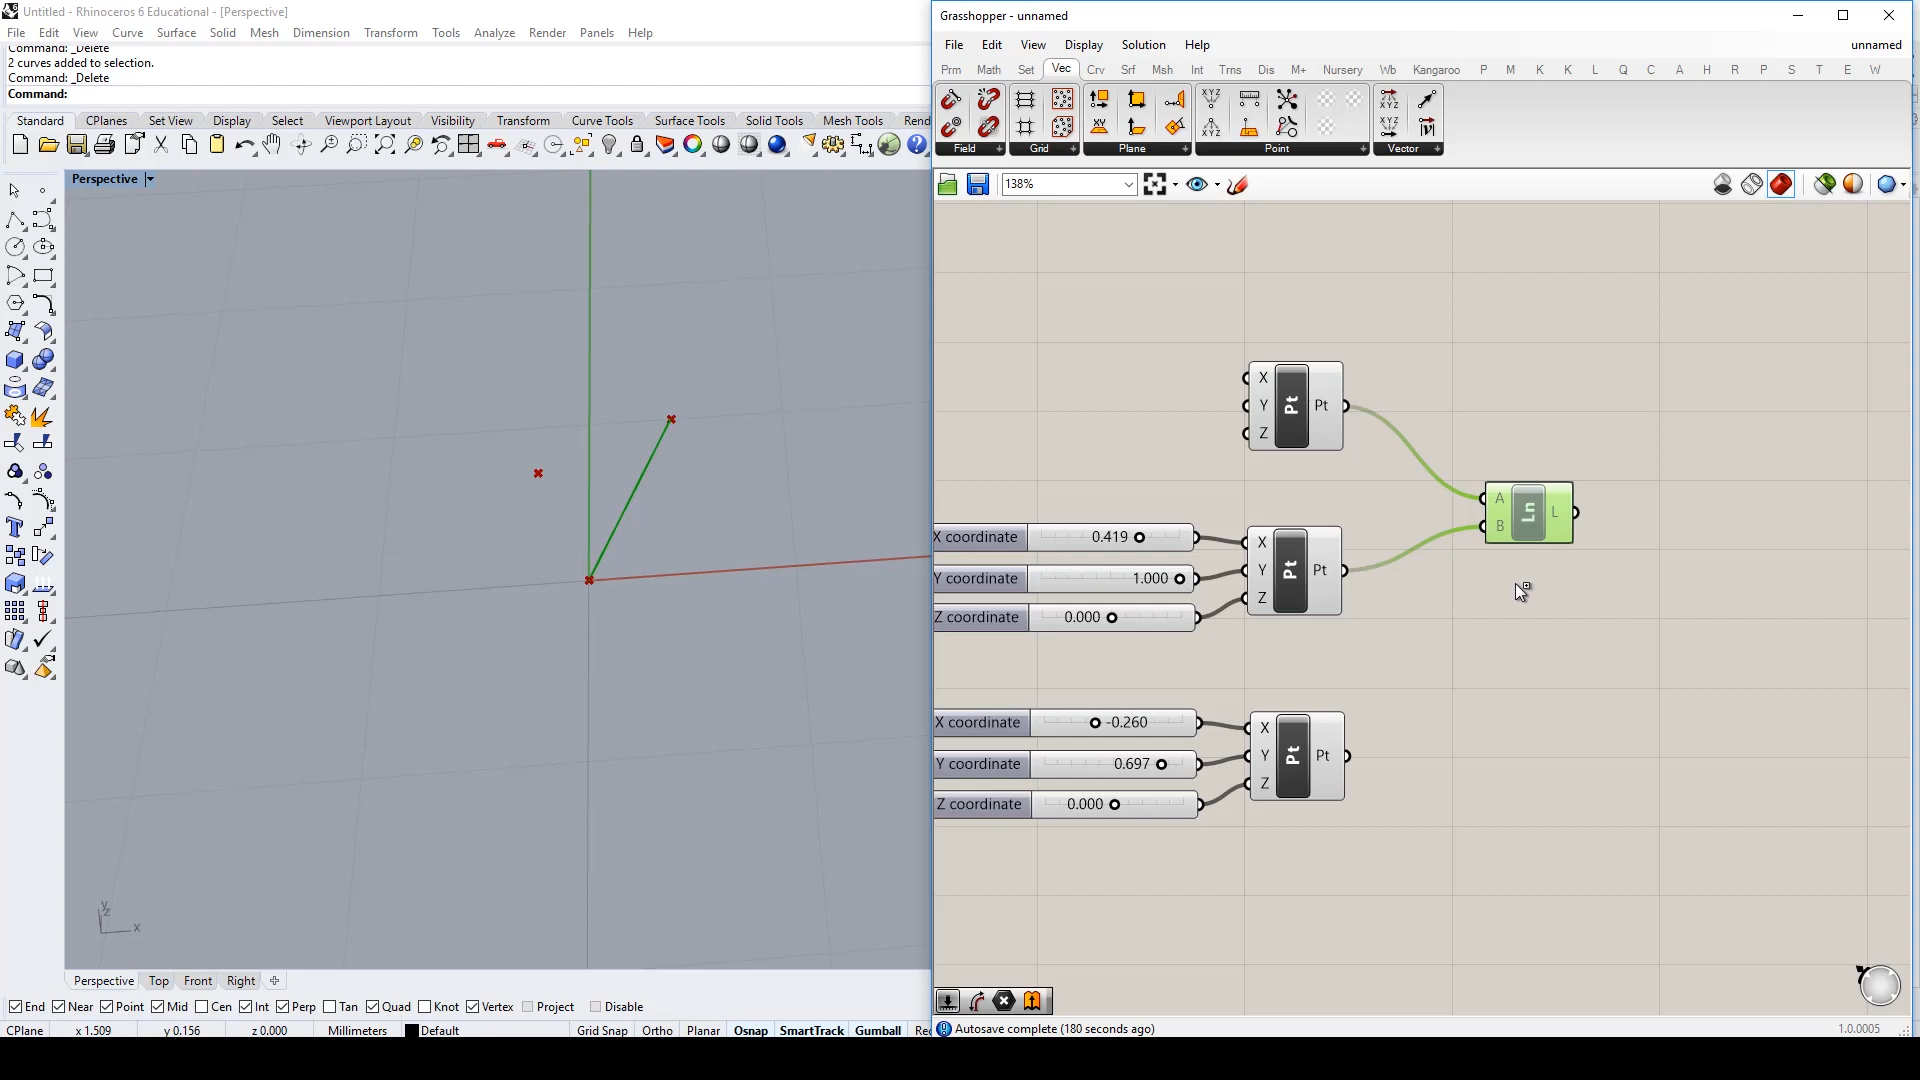 Untitled - Rhinoceros 6 Educational - [Perspective]
File Edit View Curve Surface Solid Mesh Dimension Transform Tools Analyze Render Panels Help
Command: _Delete
2 curves added to selection.
Command: _Delete
Command:
Standard CPlanes Set View Display Select Viewport Layout Visibility Transform Curve Tools Surface Tools Solid Tools Mesh Tools Rend
Perspective
y
z
x
Perspective Top Front Right
End Near Point Mid Cen Int Perp Tan Quad Knot Vertex Project Disable
CPlane x 1.509 y 0.156 z 0.000 Millimeters Default Grid Snap Ortho Planar Osnap SmartTrack Gumball Rec
Grasshopper - unnamed
File Edit View Display Solution Help unnamed
Prm Math Set Vec Crv Srf Msh Int Trns Dis M+ Nursery Wb Kangaroo P M K K L Q C A H R P S T E W
Field Grid Plane Point Vector
138%
X Pt
Y Pt
Z
A Ln L
B
X coordinate 0.419 X
Y coordinate 1.000 Y Pt Pt
Z coordinate 0.000 Z
X coordinate -0.260 X
Y coordinate 0.697 Y Pt Pt
Z coordinate 0.000 Z
Autosave complete (180 seconds ago) 1.0.0005